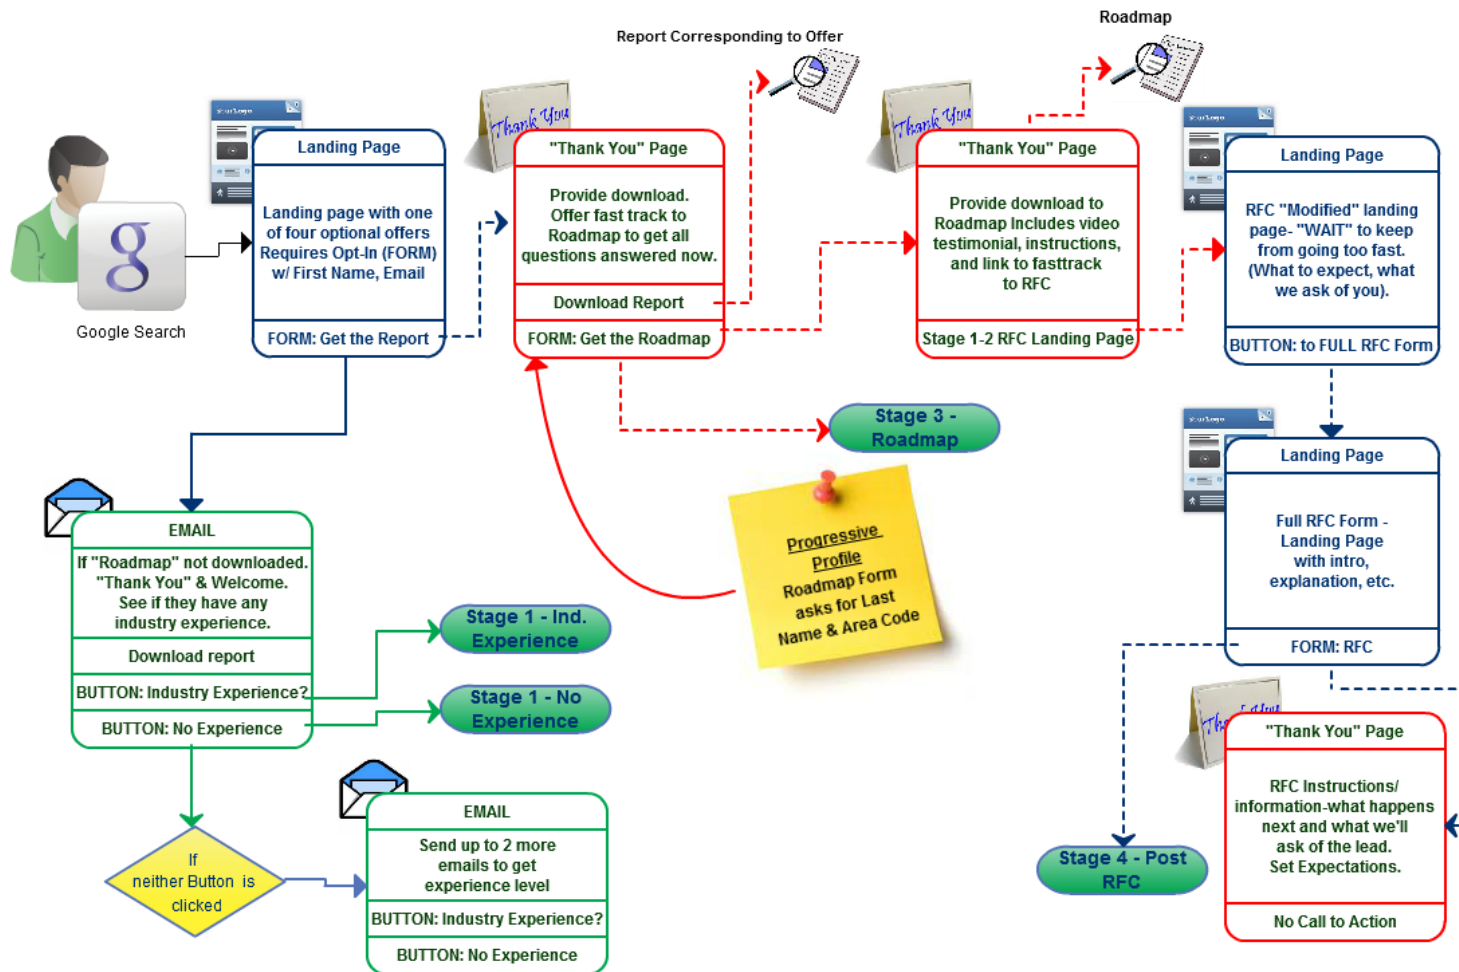 Roadmap
Report Corresponding to Offer
Thank You
Thank You
Landing Page
Landing page with one
of four optional offers
Requires Opt-In (FORM)
w/ First Name, Email
FORM: Get the Report
g
Google Search
"Thank You" Page
Provide download.
Offer fast track to
Roadmap to get all
questions answered now.
Download Report
FORM: Get the Roadmap
"Thank You" Page
Provide download to
Roadmap Includes video
testimonial, instructions,
and link to fasttrack
to RFC
Stage 1-2 RFC Landing Page
Landing Page
RFC "Modified" landing
page- "WAIT" to keep
from going too fast.
(What to expect, what
we ask of you).
BUTTON: to FULL RFC Form
Stage 3 -
Roadmap
Landing Page
Full RFC Form -
Landing Page
with intro,
explanation, etc.
FORM: RFC
Progressive
Profile
Roadmap Form
asks for Last
Name & Area Code
EMAIL
If "Roadmap" not downloaded.
"Thank You" & Welcome.
See if they have any
industry experience.
Download report
BUTTON: Industry Experience?
BUTTON: No Experience
Stage 1 - Ind.
Experience
Stage 1 - No
Experience
If
neither Button is
clicked
EMAIL
Send up to 2 more
emails to get
experience level
BUTTON: Industry Experience?
BUTTON: No Experience
Stage 4 - Post
RFC
"Thank You" Page
RFC Instructions/
information-what happens
next and what we'll
ask of the lead.
Set Expectations.
No Call to Action